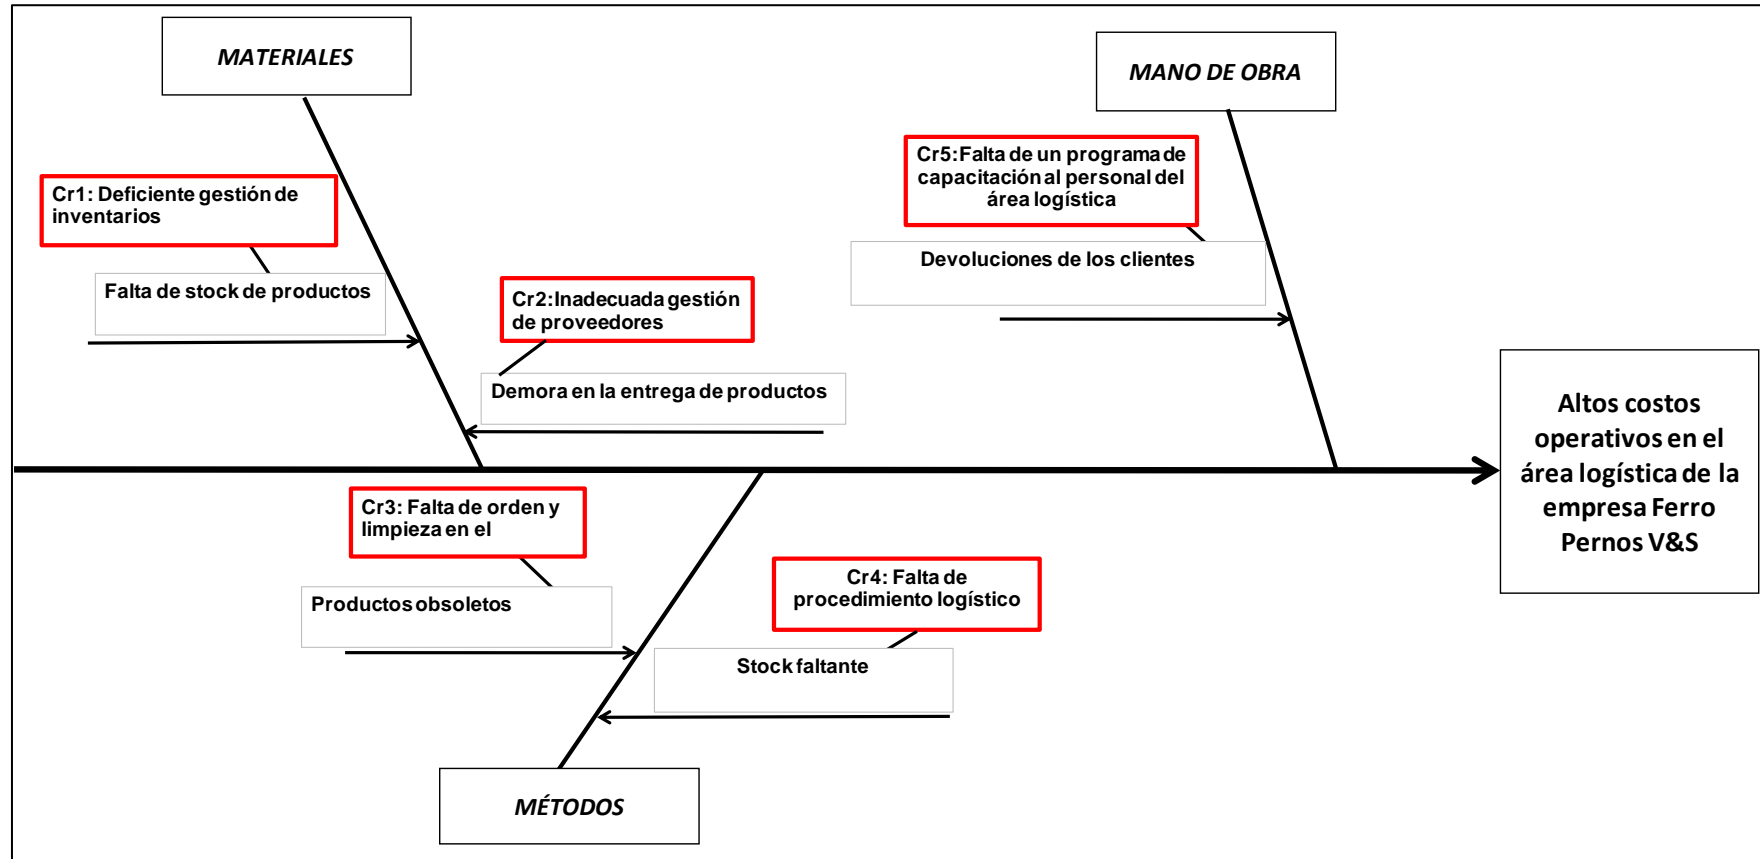 MATERIALES
MANO DE OBRA
Cr1: Deficiente gestión de
inventarios
Falta de stock de productos
Cr2:Inadecuada gestión
de proveedores
Demora en la entrega de productos
Cr5:Falta de un programa de
capacitación al personal del
área logística
Devoluciones de los clientes
Altos costos
operativos en el
área logística de la
empresa Ferro
Pernos V&S
Cr3: Falta de orden y
limpieza en el
Productos obsoletos
Cr4: Falta de
procedimiento logístico
Stock faltante
MÉTODOS